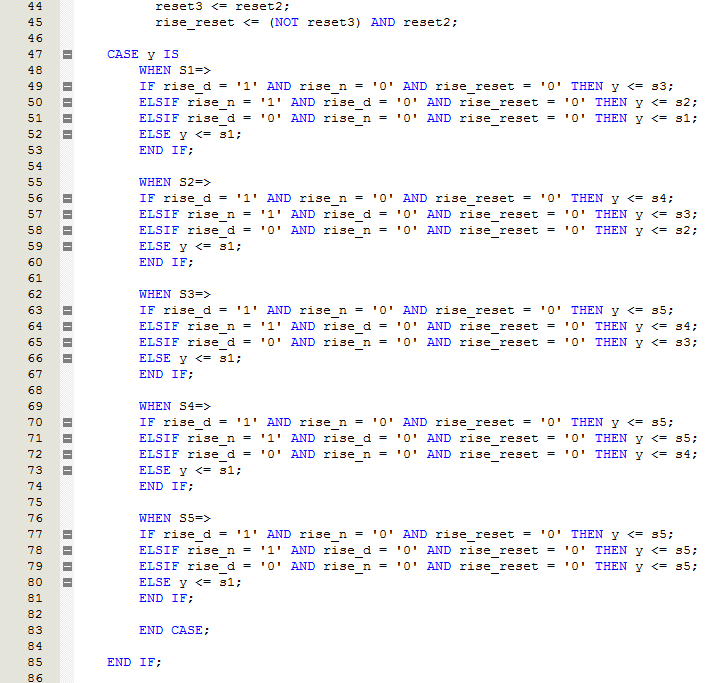 44 reset3 <= reset2;
45 rise_reset <= (NOT reset3) AND reset2;
46
47 CASE y IS
48 WHEN S1=>
49 IF rise_d = '1' AND rise_n = '0' AND rise_reset = '0' THEN y <= s3;
50 ELSIF rise_n = '1' AND rise_d = '0' AND rise_reset = '0' THEN y <= s2;
51 ELSIF rise_d = '0' AND rise_n = '0' AND rise_reset = '0' THEN y <= s1;
52 ELSE y <= s1;
53 END IF;
54
55 WHEN S2=>
56 IF rise_d = '1' AND rise_n = '0' AND rise_reset = '0' THEN y <= s4;
57 ELSIF rise_n = '1' AND rise_d = '0' AND rise_reset = '0' THEN y <= s3;
58 ELSIF rise_d = '0' AND rise_n = '0' AND rise_reset = '0' THEN y <= s2;
59 ELSE y <= s1;
60 END IF;
61
62 WHEN S3=>
63 IF rise_d = '1' AND rise_n = '0' AND rise_reset = '0' THEN y <= s5;
64 ELSIF rise_n = '1' AND rise_d = '0' AND rise_reset = '0' THEN y <= s4;
65 ELSIF rise_d = '0' AND rise_n = '0' AND rise_reset = '0' THEN y <= s3;
66 ELSE y <= s1;
67 END IF;
68
69 WHEN S4=>
70 IF rise_d = '1' AND rise_n = '0' AND rise_reset = '0' THEN y <= s5;
71 ELSIF rise_n = '1' AND rise_d = '0' AND rise_reset = '0' THEN y <= s5;
72 ELSIF rise_d = '0' AND rise_n = '0' AND rise_reset = '0' THEN y <= s4;
73 ELSE y <= s1;
74 END IF;
75
76 WHEN S5=>
77 IF rise_d = '1' AND rise_n = '0' AND rise_reset = '0' THEN y <= s5;
78 ELSIF rise_n = '1' AND rise_d = '0' AND rise_reset = '0' THEN y <= s5;
79 ELSIF rise_d = '0' AND rise_n = '0' AND rise_reset = '0' THEN y <= s5;
80 ELSE y <= s1;
81 END IF;
82
83 END CASE;
84
85 END IF;
86